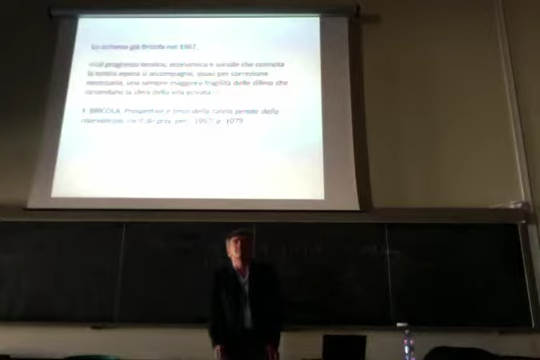 Lo scriveva già Bricola nel 1967.
progresso tecnico, economico e sociale che connota
la nostra epoca si accompagna, quasi per correlazione
necessaria, una sempre maggiore fragilità delle difese che
circondano la sfera della vita privata
F. BRICOLA, Prospettive e limiti della tutela penale della
riservatezza, 1967, p. 1079